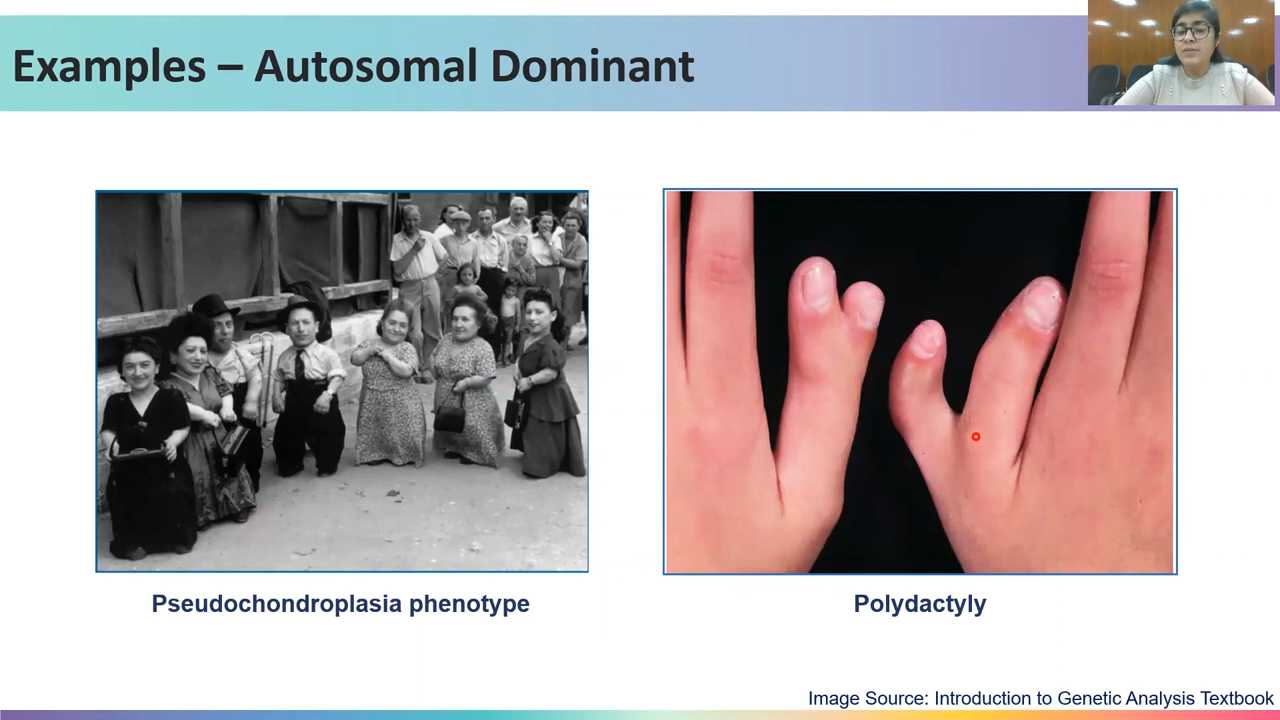 Examples – Autosomal Dominant
Pseudochondroplasia phenotype
Polydactyly
Image Source: Introduction to Genetic Analysis Textbook